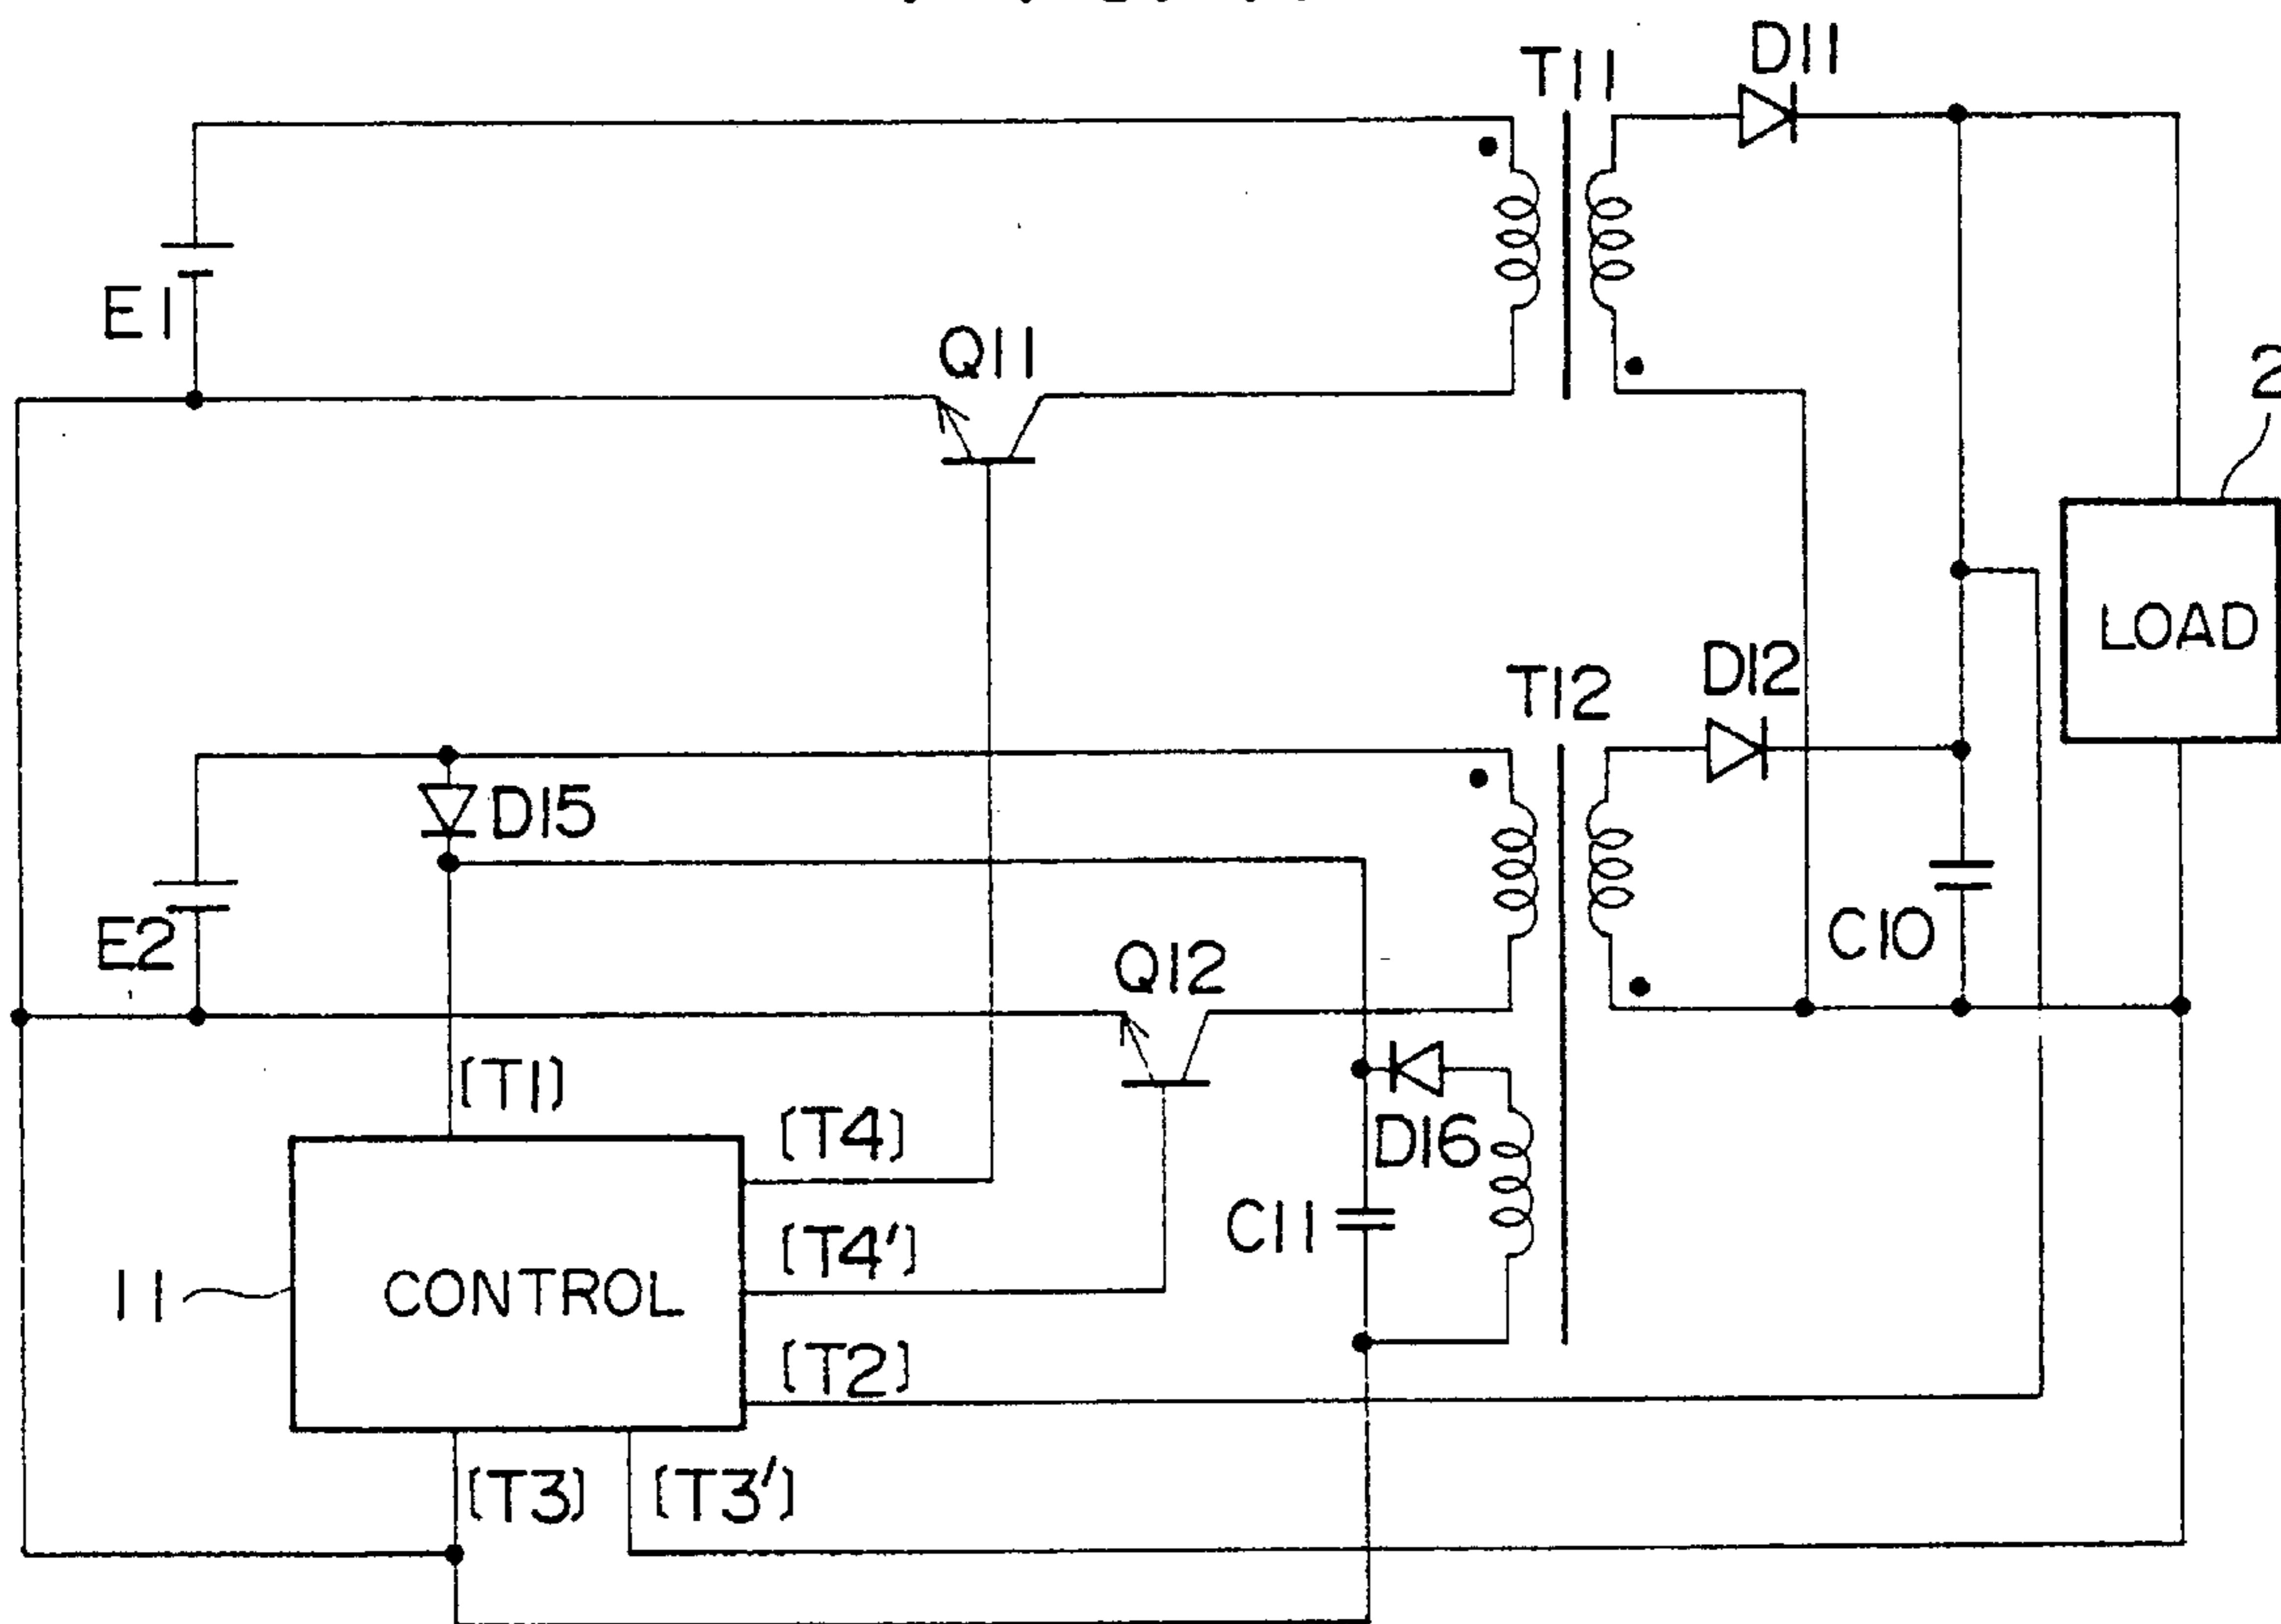 T11
D11
E1
Q11
2
LOAD
T12
D12
D15
E2
Q12
C10
(T1)
(T4)
D16
C11
(T4')
11
CONTROL
(T2)
(T3)
(T3')